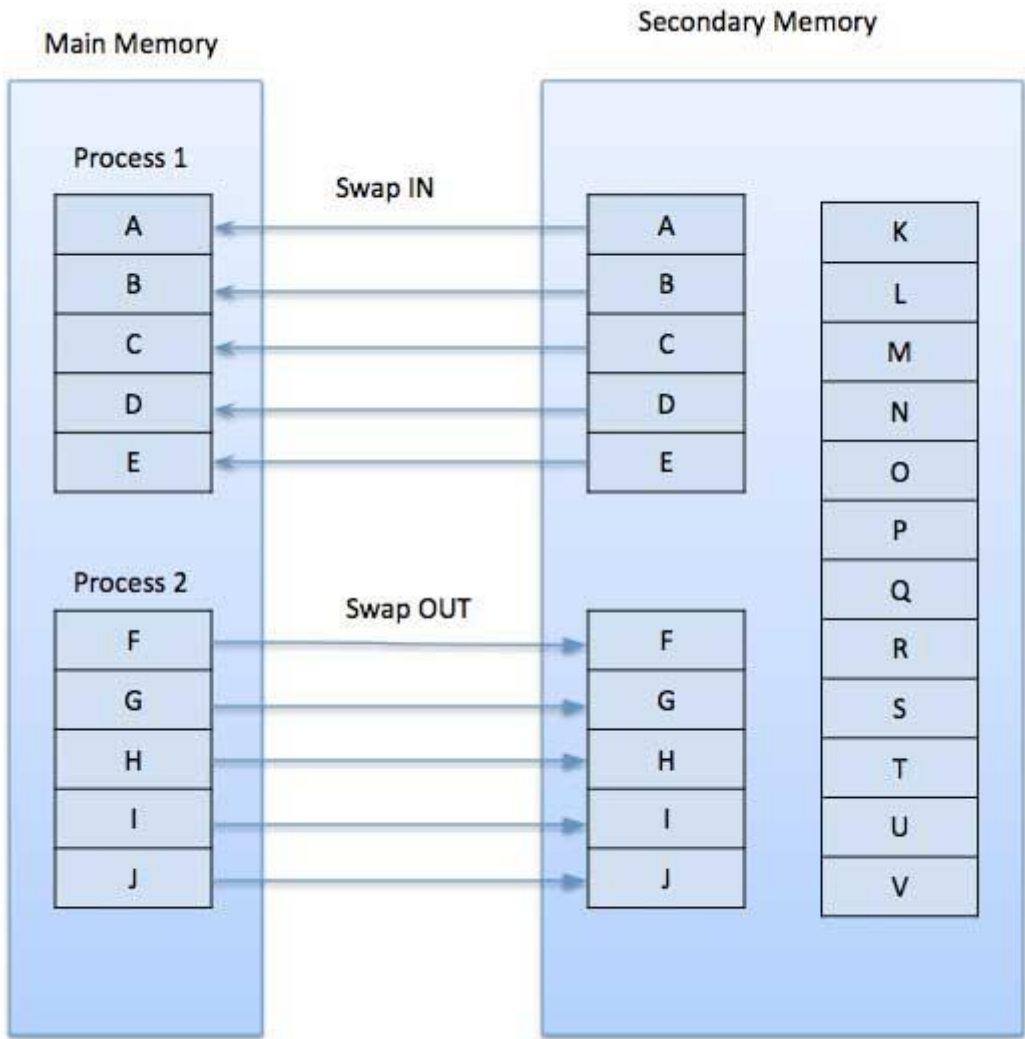 Main Memory
Secondary Memory
Process 1
A
B
C
D
E
Process 2
F
G
H
I
J
Swap IN
Swap OUT
A
B
C
D
E
F
G
H
I
J
K
L
M
N
O
P
Q
R
S
T
U
V